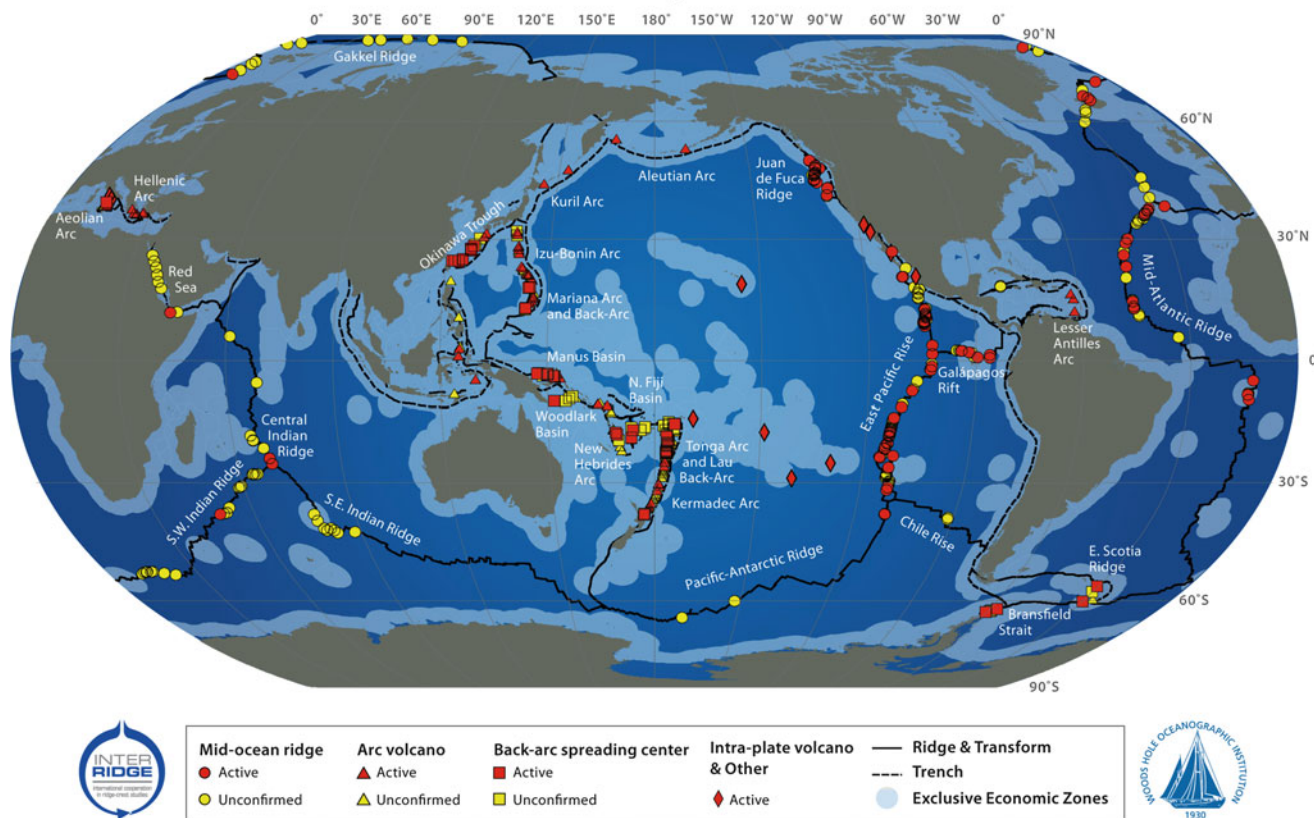 0° 30°E 60°E 90°E 120°E 150°E 180°W 150°W 120°W 90°W 60°W 30°W 0° 90°N
Gakkel Ridge
60°N
Hellenic
Arc
Aeolian
Arc
Aleutian Arc
Juan
de Fuca
Ridge
Kuril Arc
Okinawa Trough
30°N
Izu-Bonin Arc
Red
Sea
Mid-Atlantic Ridge
Mariana Arc
and Back-Arc
Lesser
Antilles
Arc
Manus Basin
0°
East Pacific Rise
Galápagos
Rift
N. Fiji
Basin
Woodlark
Basin
Central
Indian
Ridge
New
Hebrides
Arc
Tonga Arc
and Lau
Back-Arc
30°S
S.W. Indian Ridge
S.E. Indian Ridge
Kermadec Arc
Chile Rise
Pacific-Antarctic Ridge
E. Scotia
Ridge
60°S
Bransfield
Strait
90°S
INTER
RIDGE
international cooperation
in ridge-crest studies
Mid-ocean ridge
Active
Unconfirmed
Arc volcano
Active
Unconfirmed
Back-arc spreading center
Active
Unconfirmed
Intra-plate volcano
& Other
Active
Ridge & Transform
Trench
Exclusive Economic Zones
WOODS HOLE OCEANOGRAPHIC INSTITUTION
1930